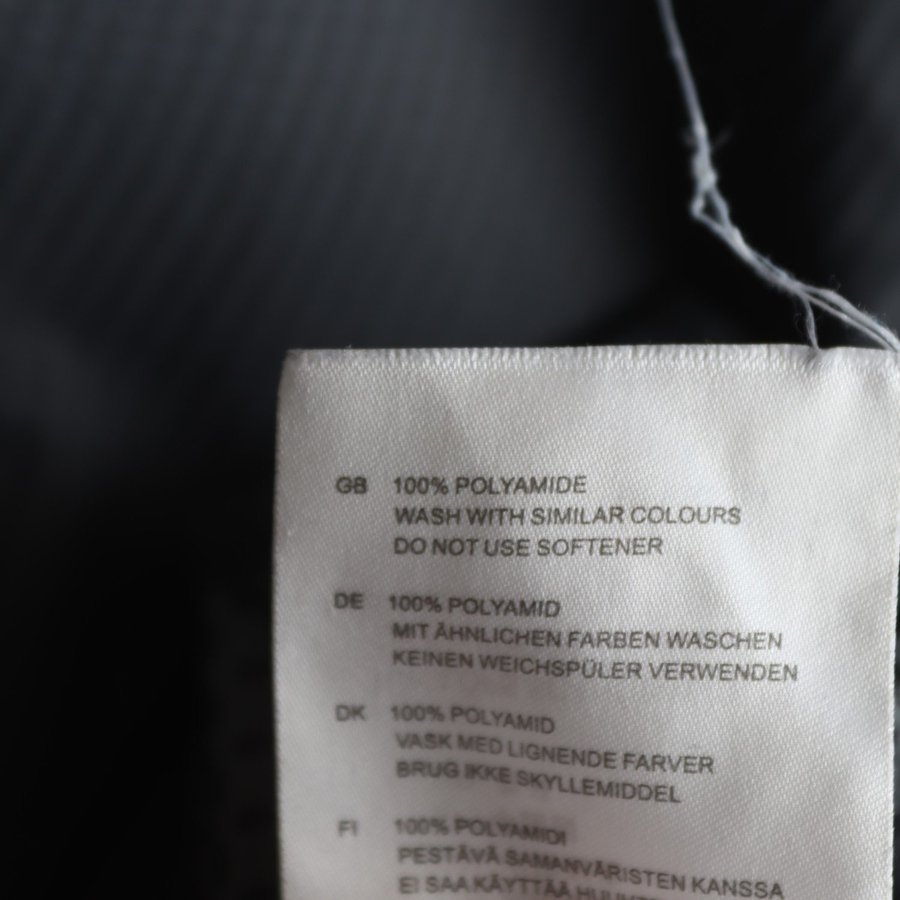 GB 100% POLYAMIDE
WASH WITH SIMILAR COLOURS
DO NOT USE SOFTENER
DE 100% POLYAMID
MIT ÄHNLICHEN FARBEN WASCHEN
KEINEN WEICHSPÜLER VERWENDEN
DK 100% POLYAMID
VASK MED LIGNENDE FARVER
BRUG IKKE SKYLLEMIDDEL
FI 100% POLYAMIDI
PESTÄVÄ SAMANVÄRISTEN KANSSA
EI SAA KÄYTTÄÄ